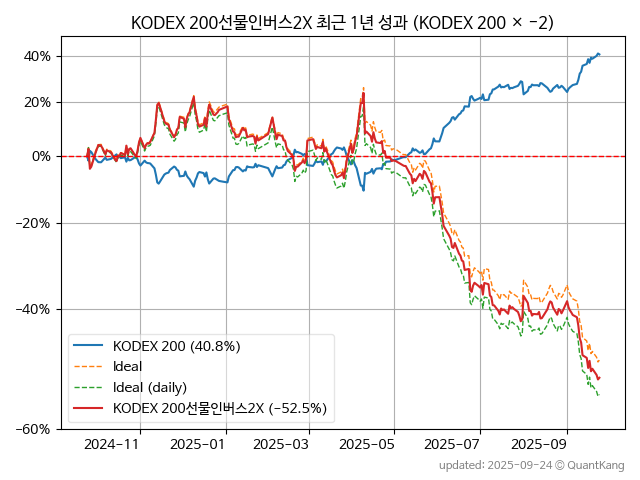 KODEX 200선물인버스2X 최근 1년 성과 (KODEX 200 × −2)
40%
20%
0%
−20%
−40%
−60%
KODEX 200 (40.8%)
Ideal
Ideal (daily)
KODEX 200선물인버스2X (−52.5%)
2024-11
2025-01
2025-03
2025-05
2025-07
2025-09
updated: 2025-09-24 © QuantKang